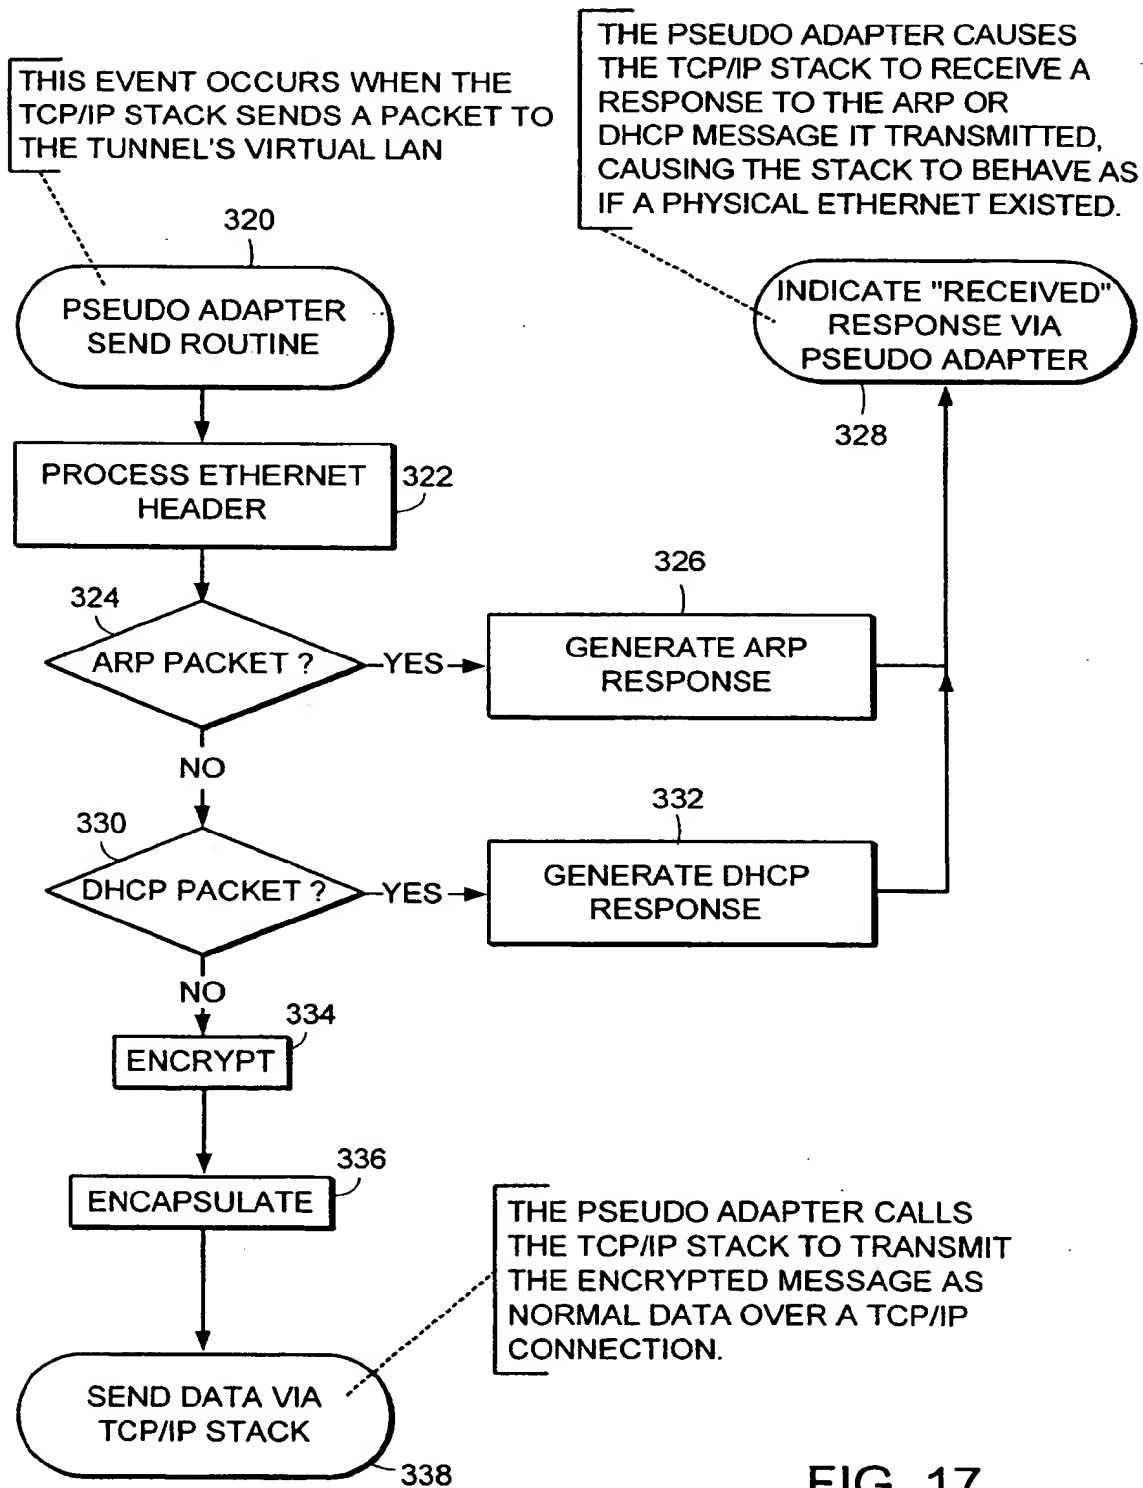 THIS EVENT OCCURS WHEN THE
TCP/IP STACK SENDS A PACKET TO
THE TUNNEL'S VIRTUAL LAN
THE PSEUDO ADAPTER CAUSES
THE TCP/IP STACK TO RECEIVE A
RESPONSE TO THE ARP OR
DHCP MESSAGE IT TRANSMITTED,
CAUSING THE STACK TO BEHAVE AS
IF A PHYSICAL ETHERNET EXISTED.
320
PSEUDO ADAPTER
SEND ROUTINE
INDICATE "RECEIVED"
RESPONSE VIA
PSEUDO ADAPTER
328
PROCESS ETHERNET
HEADER
322
324
ARP PACKET ?
YES
326
GENERATE ARP
RESPONSE
NO
330
DHCP PACKET ?
YES
332
GENERATE DHCP
RESPONSE
NO
334
ENCRYPT
336
ENCAPSULATE
THE PSEUDO ADAPTER CALLS
THE TCP/IP STACK TO TRANSMIT
THE ENCRYPTED MESSAGE AS
NORMAL DATA OVER A TCP/IP
CONNECTION.
SEND DATA VIA
TCP/IP STACK
338
FIG. 17